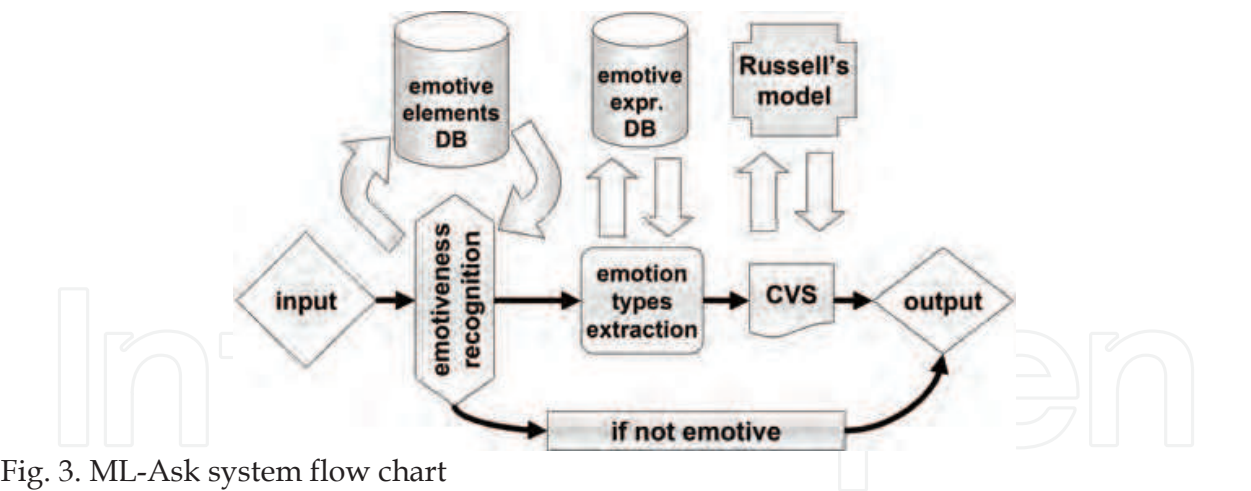 emotive
elements
DB
emotive
expr.
DB
Russell's
model
input
emotiveness
recognition
emotion
types
extraction
CVS
output
if not emotive
Fig. 3. ML-Ask system flow chart